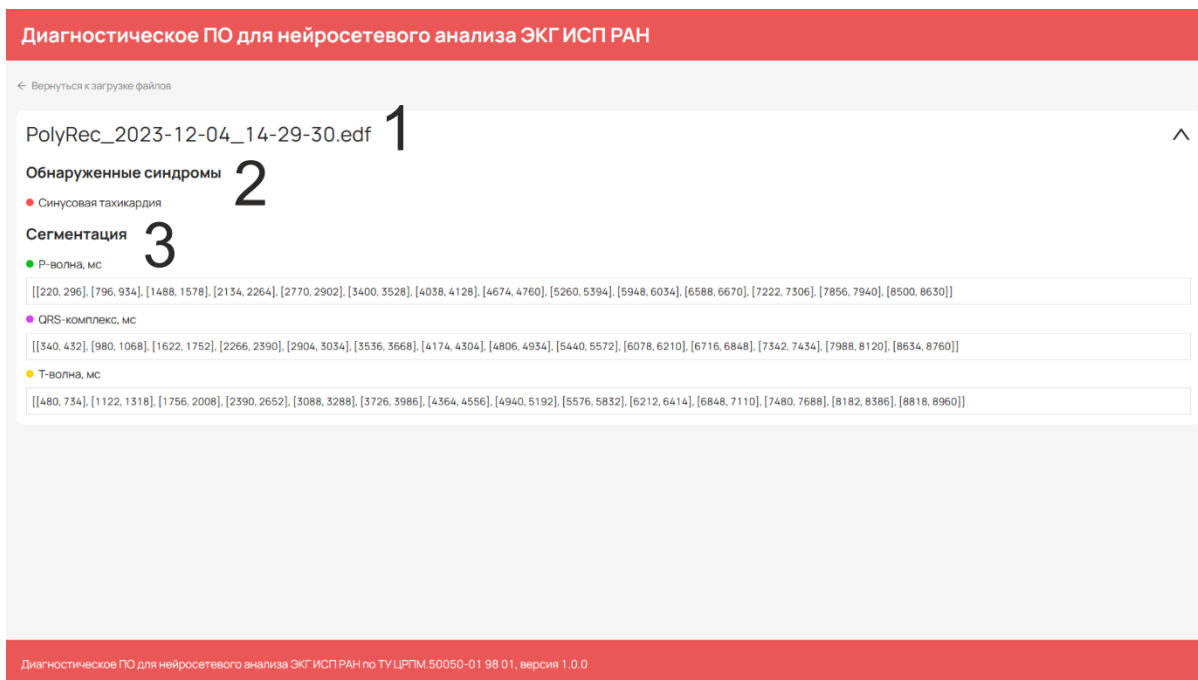 Диагностическое ПО для нейросетевого анализа ЭКГ ИСП РАН
← Вернуться к загрузке файлов
PolyRec_2023-12-04_14-29-30.edf 1
Обнаруженные синдромы 2
Синусовая тахикардия
Сегментация 3
P-волна, мс
[[220, 296], [796, 934], [1488, 1578], [2134, 2264], [2770, 2902], [3400, 3528], [4038, 4128], [4674, 4760], [5260, 5394], [5948, 6034], [6588, 6670], [7222, 7306], [7856, 7940], [8500, 8630]]
QRS-комплекс, мс
[[340, 432], [980, 1068], [1622, 1752], [2266, 2390], [2904, 3034], [3536, 3668], [4174, 4304], [4806, 4934], [5440, 5572], [6078, 6210], [6716, 6848], [7342, 7434], [7988, 8120], [8634, 8760]]
T-волна, мс
[[480, 734], [1122, 1318], [1756, 2008], [2390, 2652], [3088, 3288], [3726, 3986], [4364, 4556], [4940, 5192], [5576, 5832], [6212, 6414], [6848, 7110], [7480, 7688], [8182, 8386], [8818, 8960]]
Диагностическое ПО для нейросетевого анализа ЭКГ ИСП РАН по ТУ ЦРПМ.50050-01 98 01, версия 1.0.0